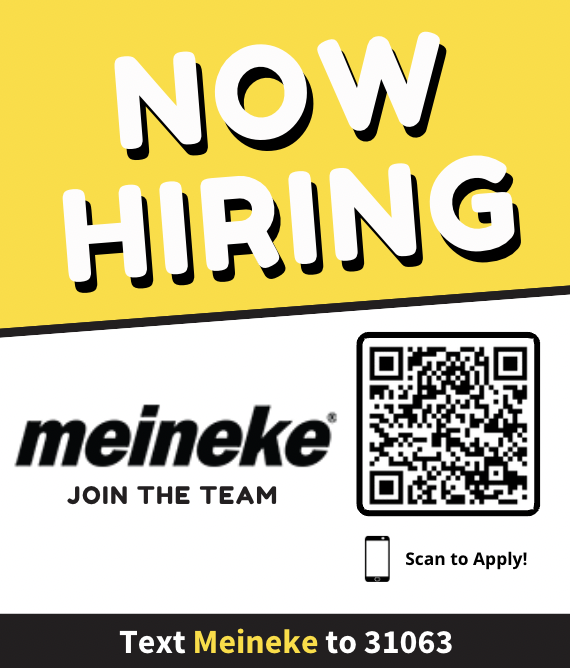 NOW
HIRING
meineke®
JOIN THE TEAM
Scan to Apply!
Text Meineke to 31063